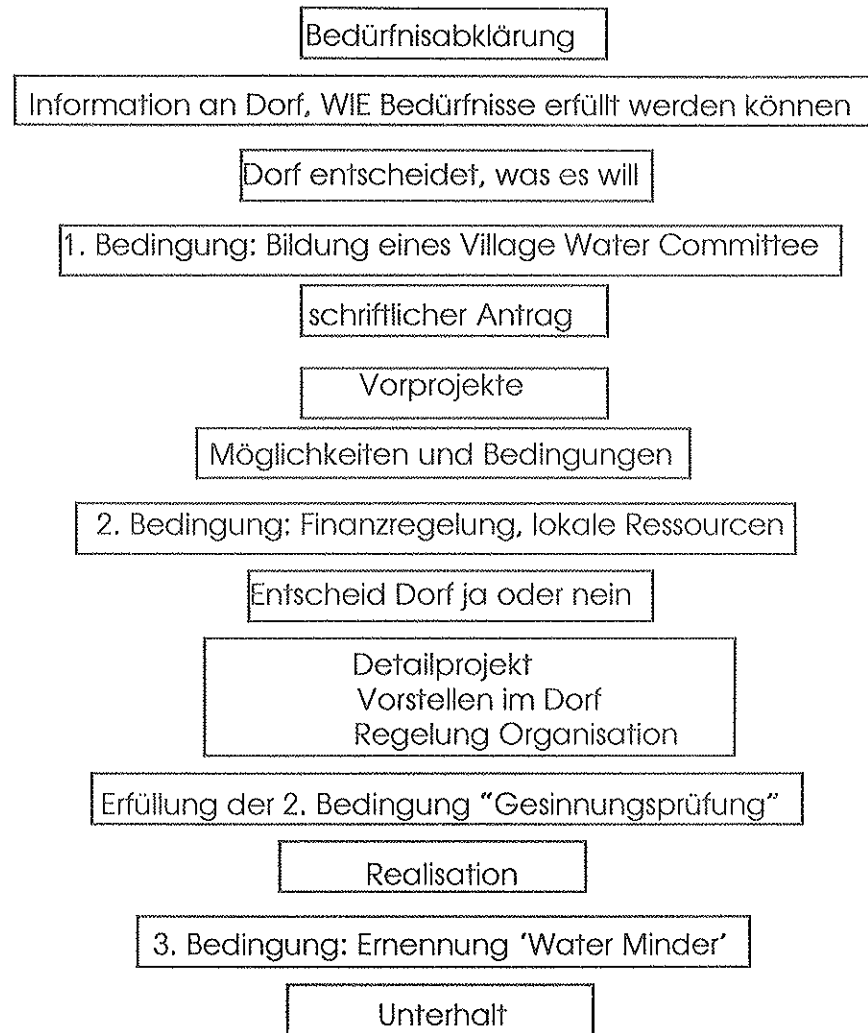 Bedürfnisabklärung
Information an Dorf, WIE Bedürfnisse erfüllt werden können
Dorf entscheidet, was es will
1. Bedingung: Bildung eines Village Water Committee
schriftlicher Antrag
Vorprojekte
Möglichkeiten und Bedingungen
2. Bedingung: Finanzregelung, lokale Ressourcen
Entscheid Dorf ja oder nein
Detailprojekt
Vorstellen im Dorf
Regelung Organisation
Erfüllung der 2. Bedingung "Gesinnungsprüfung"
Realisation
3. Bedingung: Ernennung 'Water Minder'
Unterhalt